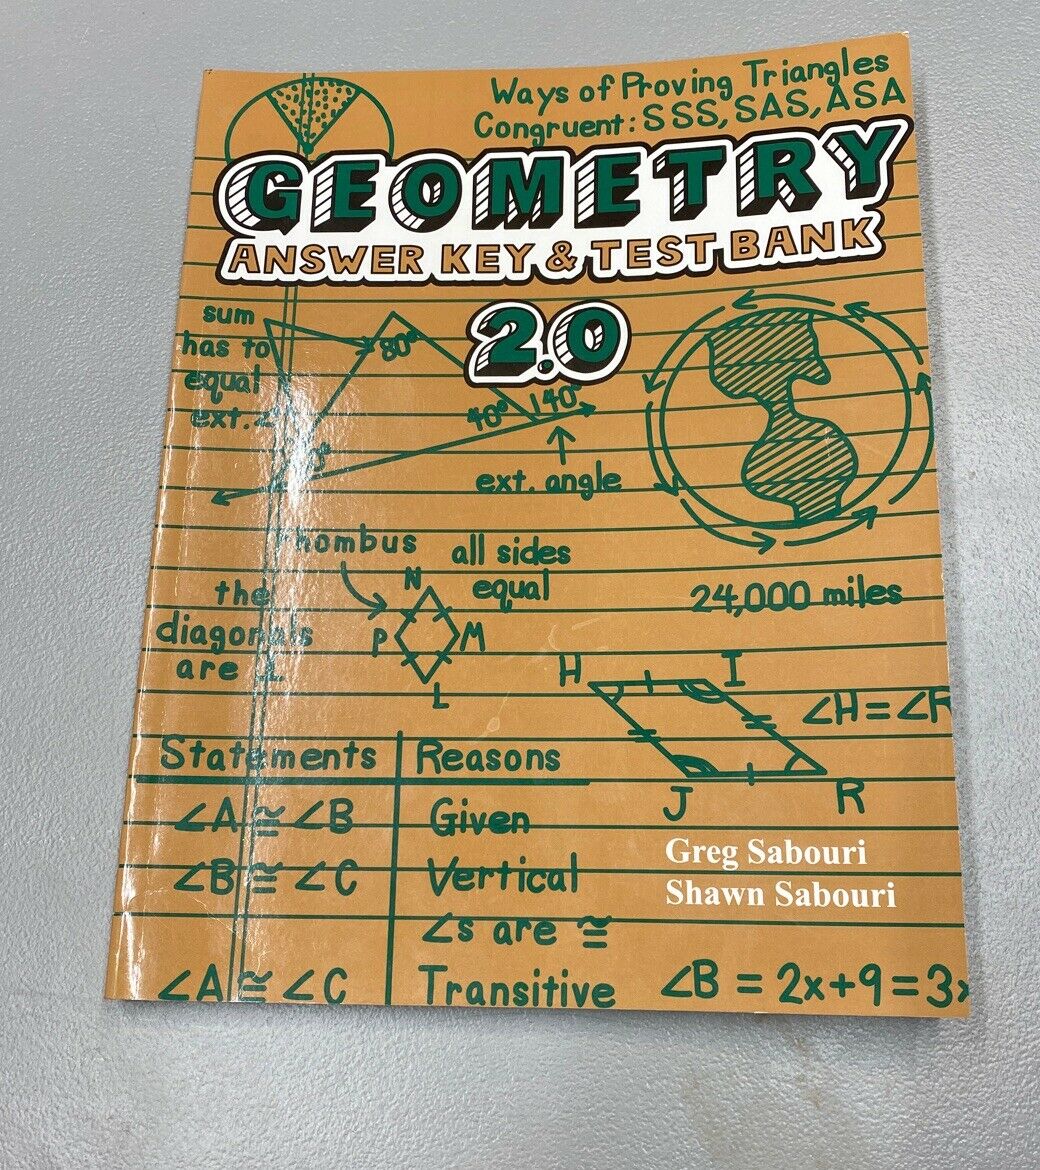 Ways of Proving Triangles
Congruent: SSS, SAS, ASA
GEOMETRY
ANSWER KEY & TEST BANK
2.0
sum
has to
equal
ext. ∠
80°
40°
140°
ext. angle
rhombus
all sides
equal
the
diagonals
are ⊥
N
P
M
L
24,000 miles
H
I
J
R
∠H = ∠R
Statements
Reasons
∠A ≅ ∠B
Given
∠B ≅ ∠C
Vertical
∠s are ≅
∠A ≅ ∠C
Transitive
Greg Sabouri
Shawn Sabouri
∠B = 2x+9=3x